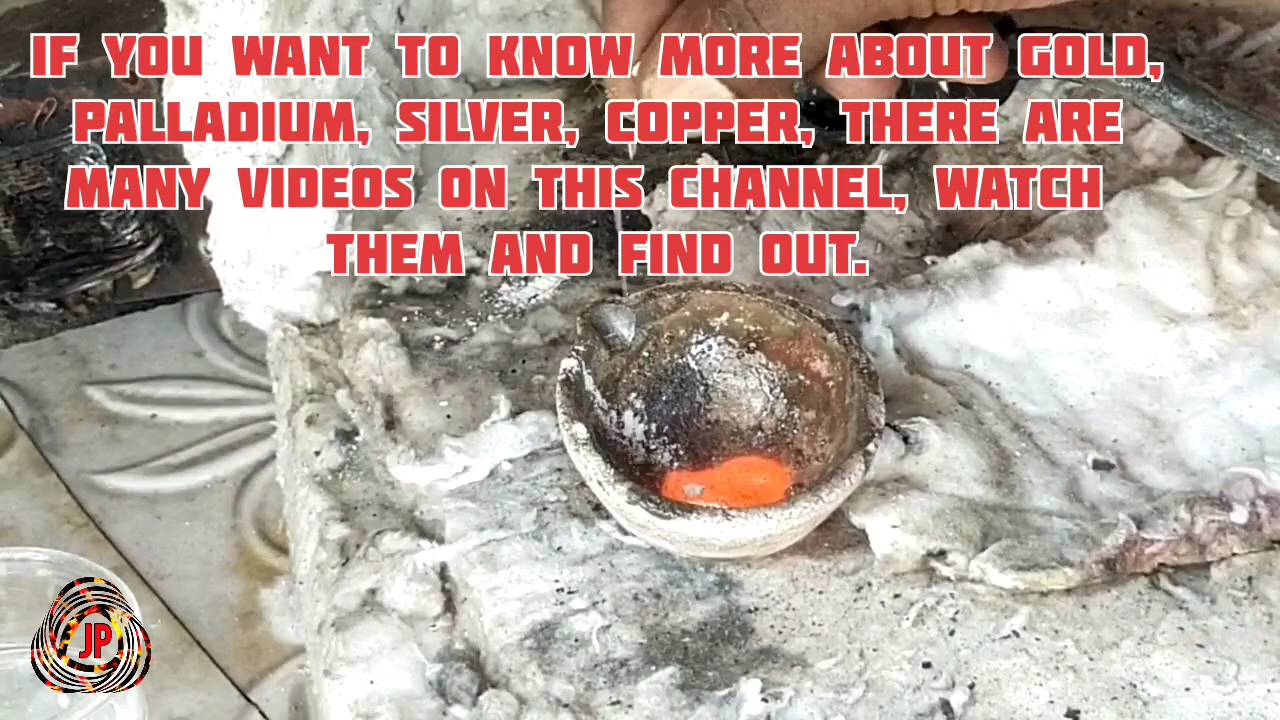 IF YOU WANT TO KNOW MORE ABOUT GOLD,
PALLADIUM, SILVER, COPPER, THERE ARE
MANY VIDEOS ON THIS CHANNEL, WATCH
THEM AND FIND OUT.
JP